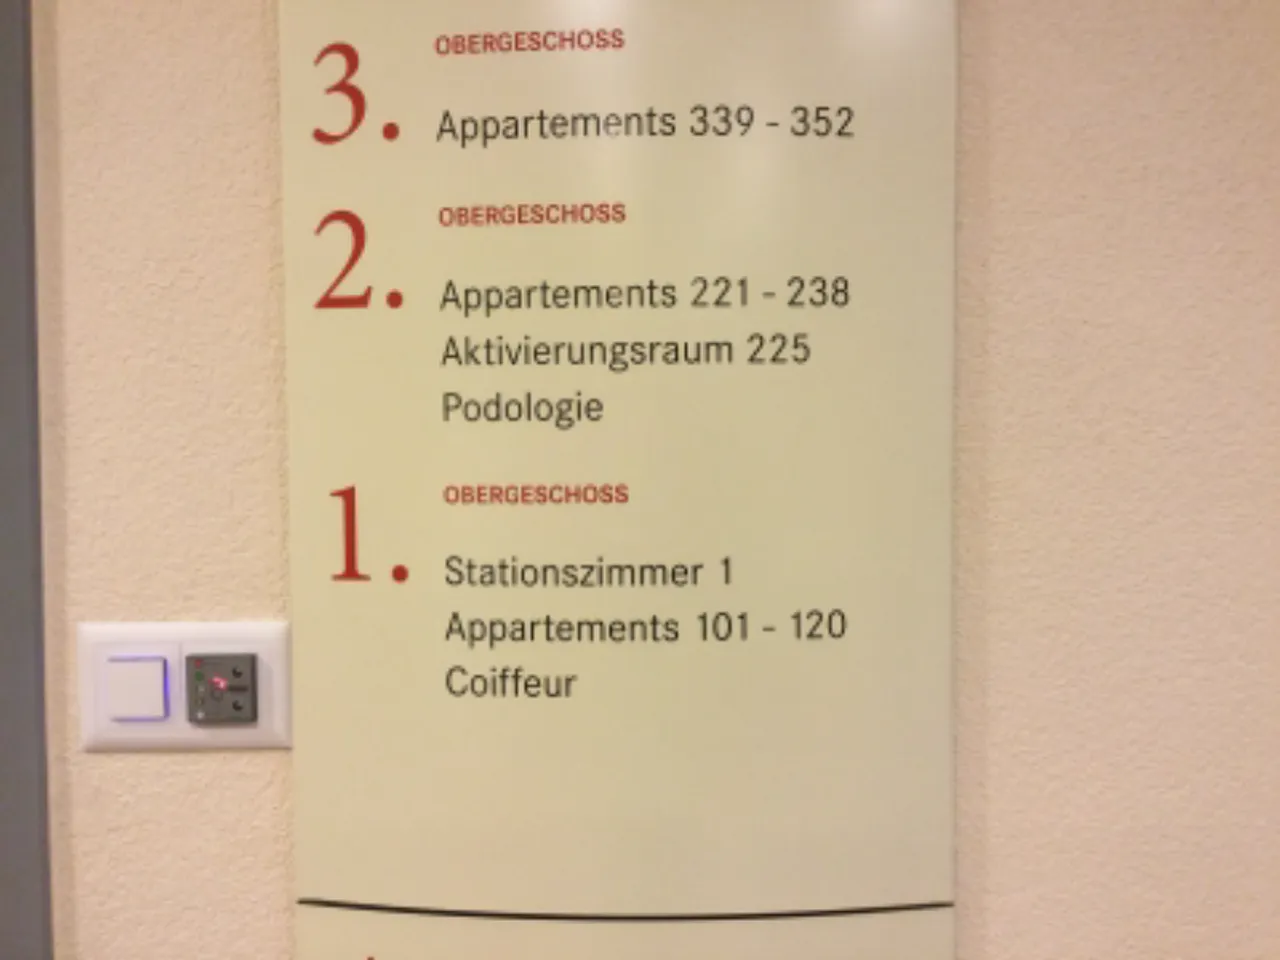 3. OBERGESCHOSS
Appartements 339 - 352
2. OBERGESCHOSS
Appartements 221 - 238
Aktivierungsraum 225
Podologie
1. OBERGESCHOSS
Stationszimmer 1
Appartements 101 - 120
Coiffeur